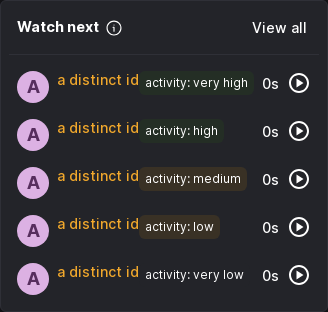 Watch next View all
A a distinct id activity: very high 0s
A a distinct id activity: high 0s
A a distinct id activity: medium 0s
A a distinct id activity: low 0s
A a distinct id activity: very low 0s